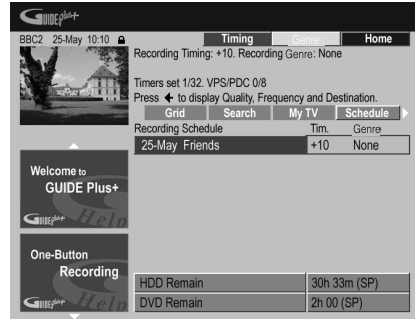 GUIDE Plus+
BBC2 25-May 10:10
Timing Genre Home
Recording Timing: +10. Recording Genre: None
Timers set 1/32. VPS/PDC 0/8
Press ← to display Quality, Frequency and Destination.
Grid Search My TV Schedule
Recording Schedule Tim. Genre
25-May Friends +10 None
Welcome to
GUIDE Plus+
GUIDE Plus+ Help
One-Button
Recording
GUIDE Plus+ Help
HDD Remain 30h 33m (SP)
DVD Remain 2h 00 (SP)